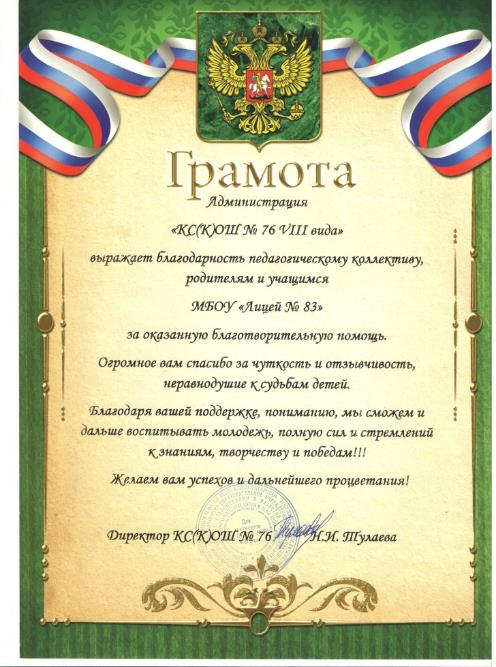 Грамота
Администрация
«КС(К)ОШ № 76 VIII вида»
выражает благодарность педагогическому коллективу,
родителям и учащимся
МБОУ «Лицей № 83»
за оказанную благотворительную помощь.
Огромное вам спасибо за чуткость и отзывчивость,
неравнодушие к судьбам детей.
Благодаря вашей поддержке, пониманию, мы сможем и
дальше воспитывать молодежь, полную сил и стремлений
к знаниям, творчеству и победам!!!
Желаем вам успехов и дальнейшего процветания!
Для
Директор КС(К)ОШ № 76 Н.И. Тулаева